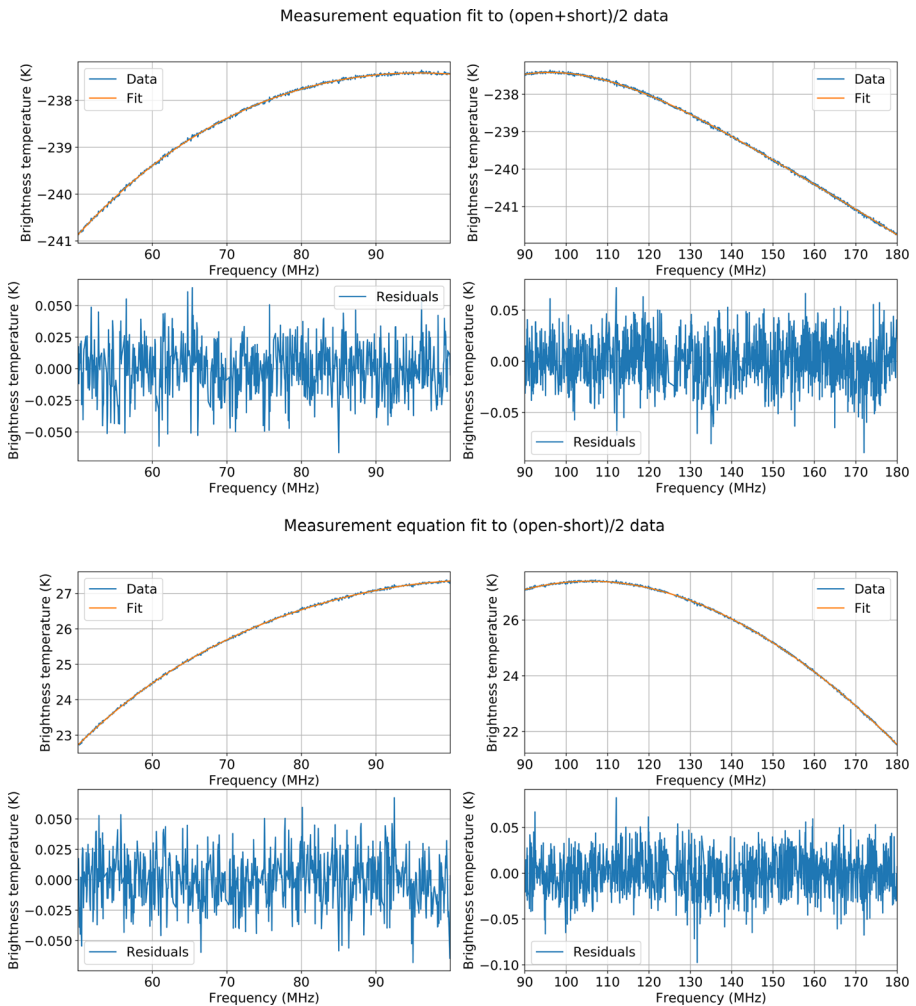 Measurement equation fit to (open+short)/2 data
Brightness temperature (K)
−238
−239
−240
−241
Data
Fit
60 70 80 90
Frequency (MHz)
Brightness temperature (K)
−238
−239
−240
−241
Data
Fit
90 100 110 120 130 140 150 160 170 180
Frequency (MHz)
Brightness temperature (K)
0.050
0.025
0.000
−0.025
−0.050
Residuals
60 70 80 90
Frequency (MHz)
Brightness temperature (K)
0.05
0.00
−0.05
Residuals
90 100 110 120 130 140 150 160 170 180
Frequency (MHz)
Measurement equation fit to (open-short)/2 data
Brightness temperature (K)
27
26
25
24
23
Data
Fit
60 70 80 90
Frequency (MHz)
Brightness temperature (K)
26
24
22
Data
Fit
90 100 110 120 130 140 150 160 170 180
Frequency (MHz)
Brightness temperature (K)
0.050
0.025
0.000
−0.025
−0.050
Residuals
60 70 80 90
Frequency (MHz)
Brightness temperature (K)
0.05
0.00
−0.05
−0.10
Residuals
90 100 110 120 130 140 150 160 170 180
Frequency (MHz)